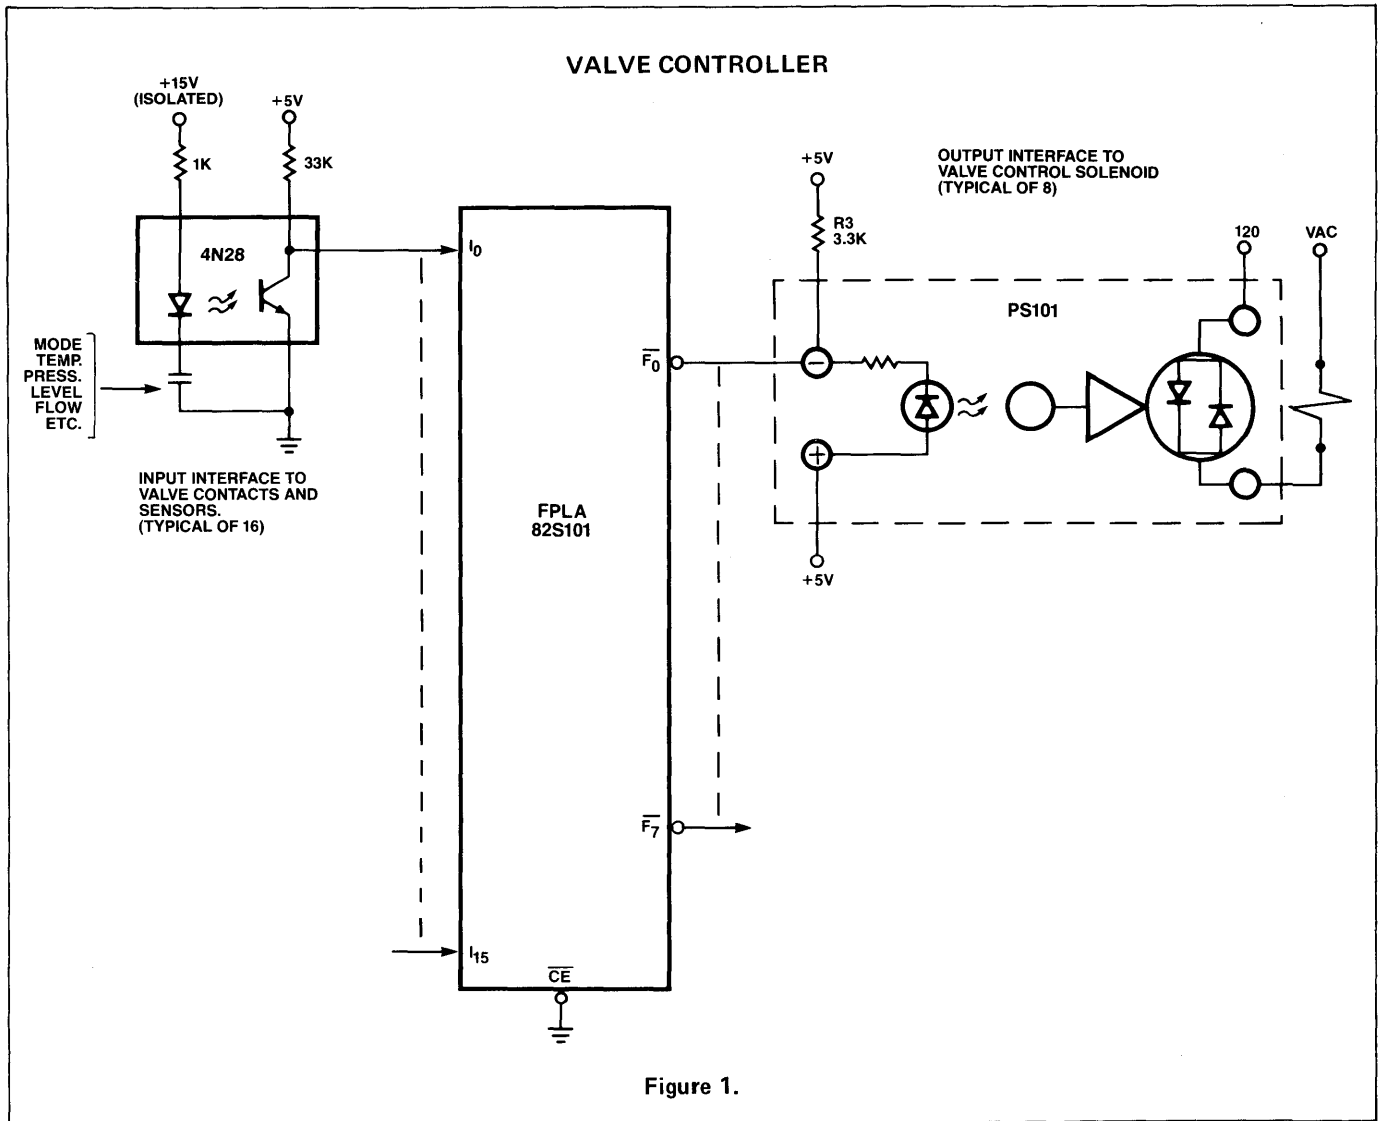 VALVE CONTROLLER
+15V
(ISOLATED)
+5V
1K
33K
4N28
MODE
TEMP.
PRESS.
LEVEL
FLOW
ETC.
INPUT INTERFACE TO
VALVE CONTACTS AND
SENSORS.
(TYPICAL OF 16)
I0
I15
FPLA
82S101
F0
F7
CE
+5V
R3
3.3K
OUTPUT INTERFACE TO
VALVE CONTROL SOLENOID
(TYPICAL OF 8)
120
VAC
PS101
−
+
+5V
Figure 1.